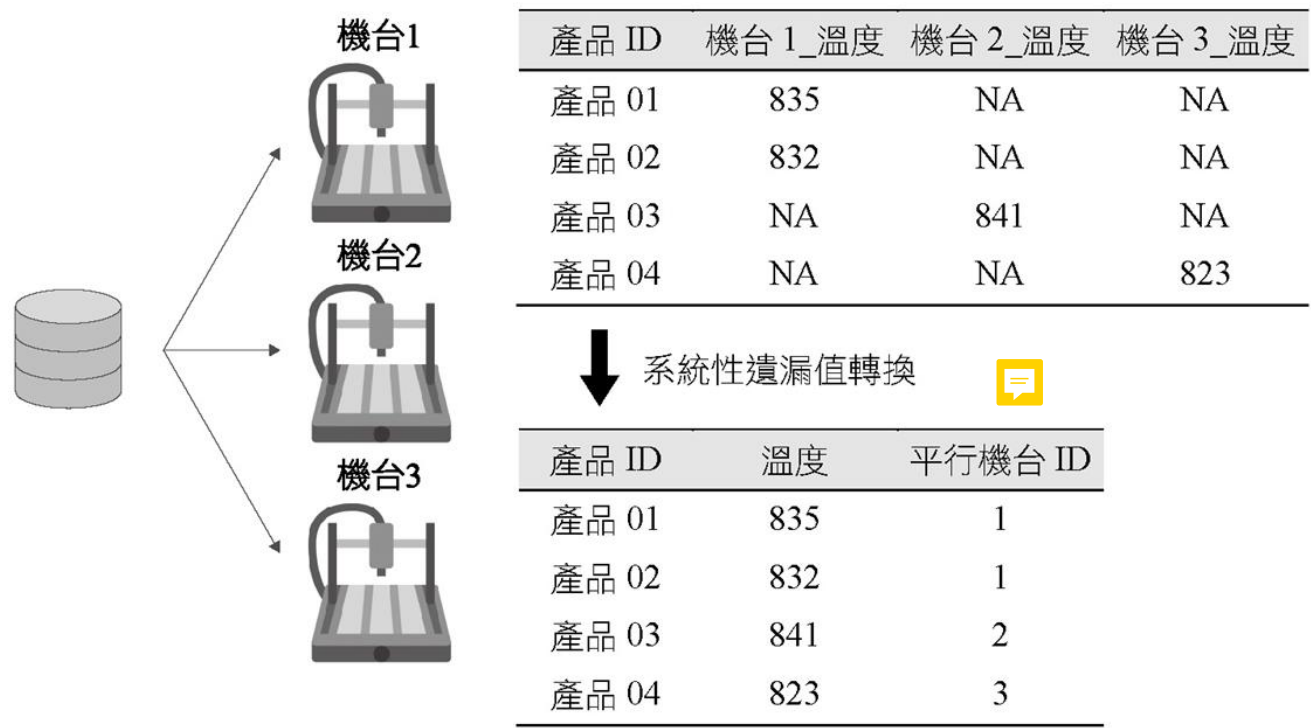 機台1
機台2
機台3
產品 ID 機台 1_溫度 機台 2_溫度 機台 3_溫度
產品 01 835 NA NA
產品 02 832 NA NA
產品 03 NA 841 NA
產品 04 NA NA 823
系統性遺漏值轉換
產品 ID 溫度 平行機台 ID
產品 01 835 1
產品 02 832 1
產品 03 841 2
產品 04 823 3